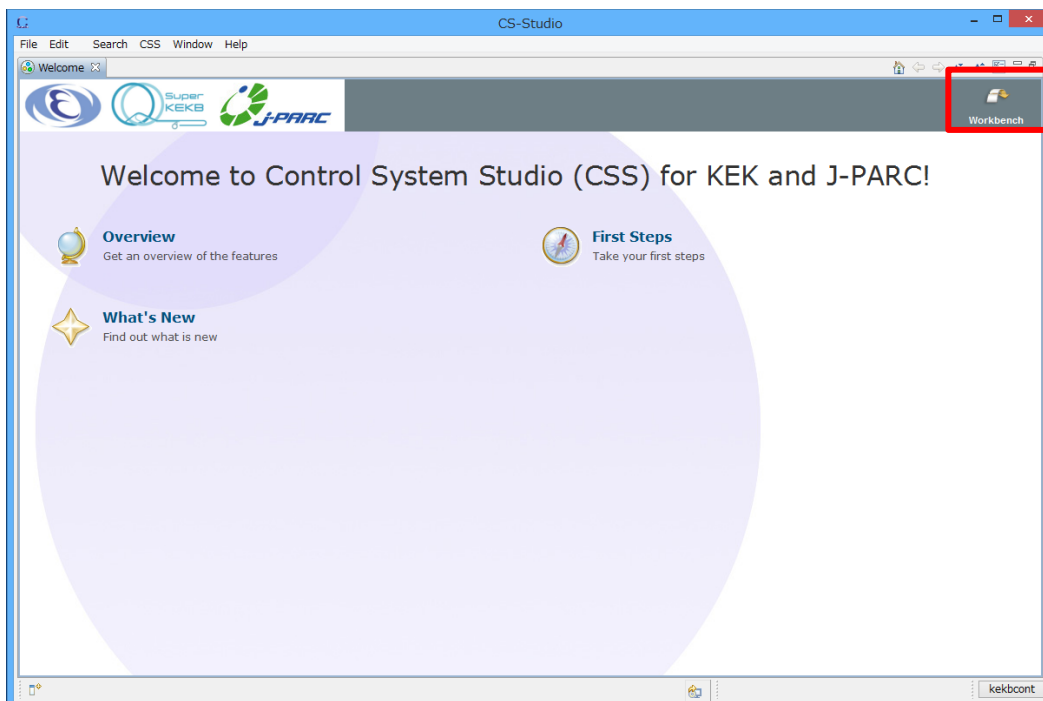 CS-Studio
File Edit Search CSS Window Help
Welcome
Super
KEKB
J-PARC
Workbench
Welcome to Control System Studio (CSS) for KEK and J-PARC!
Overview
Get an overview of the features
First Steps
Take your first steps
What's New
Find out what is new
kekbcont